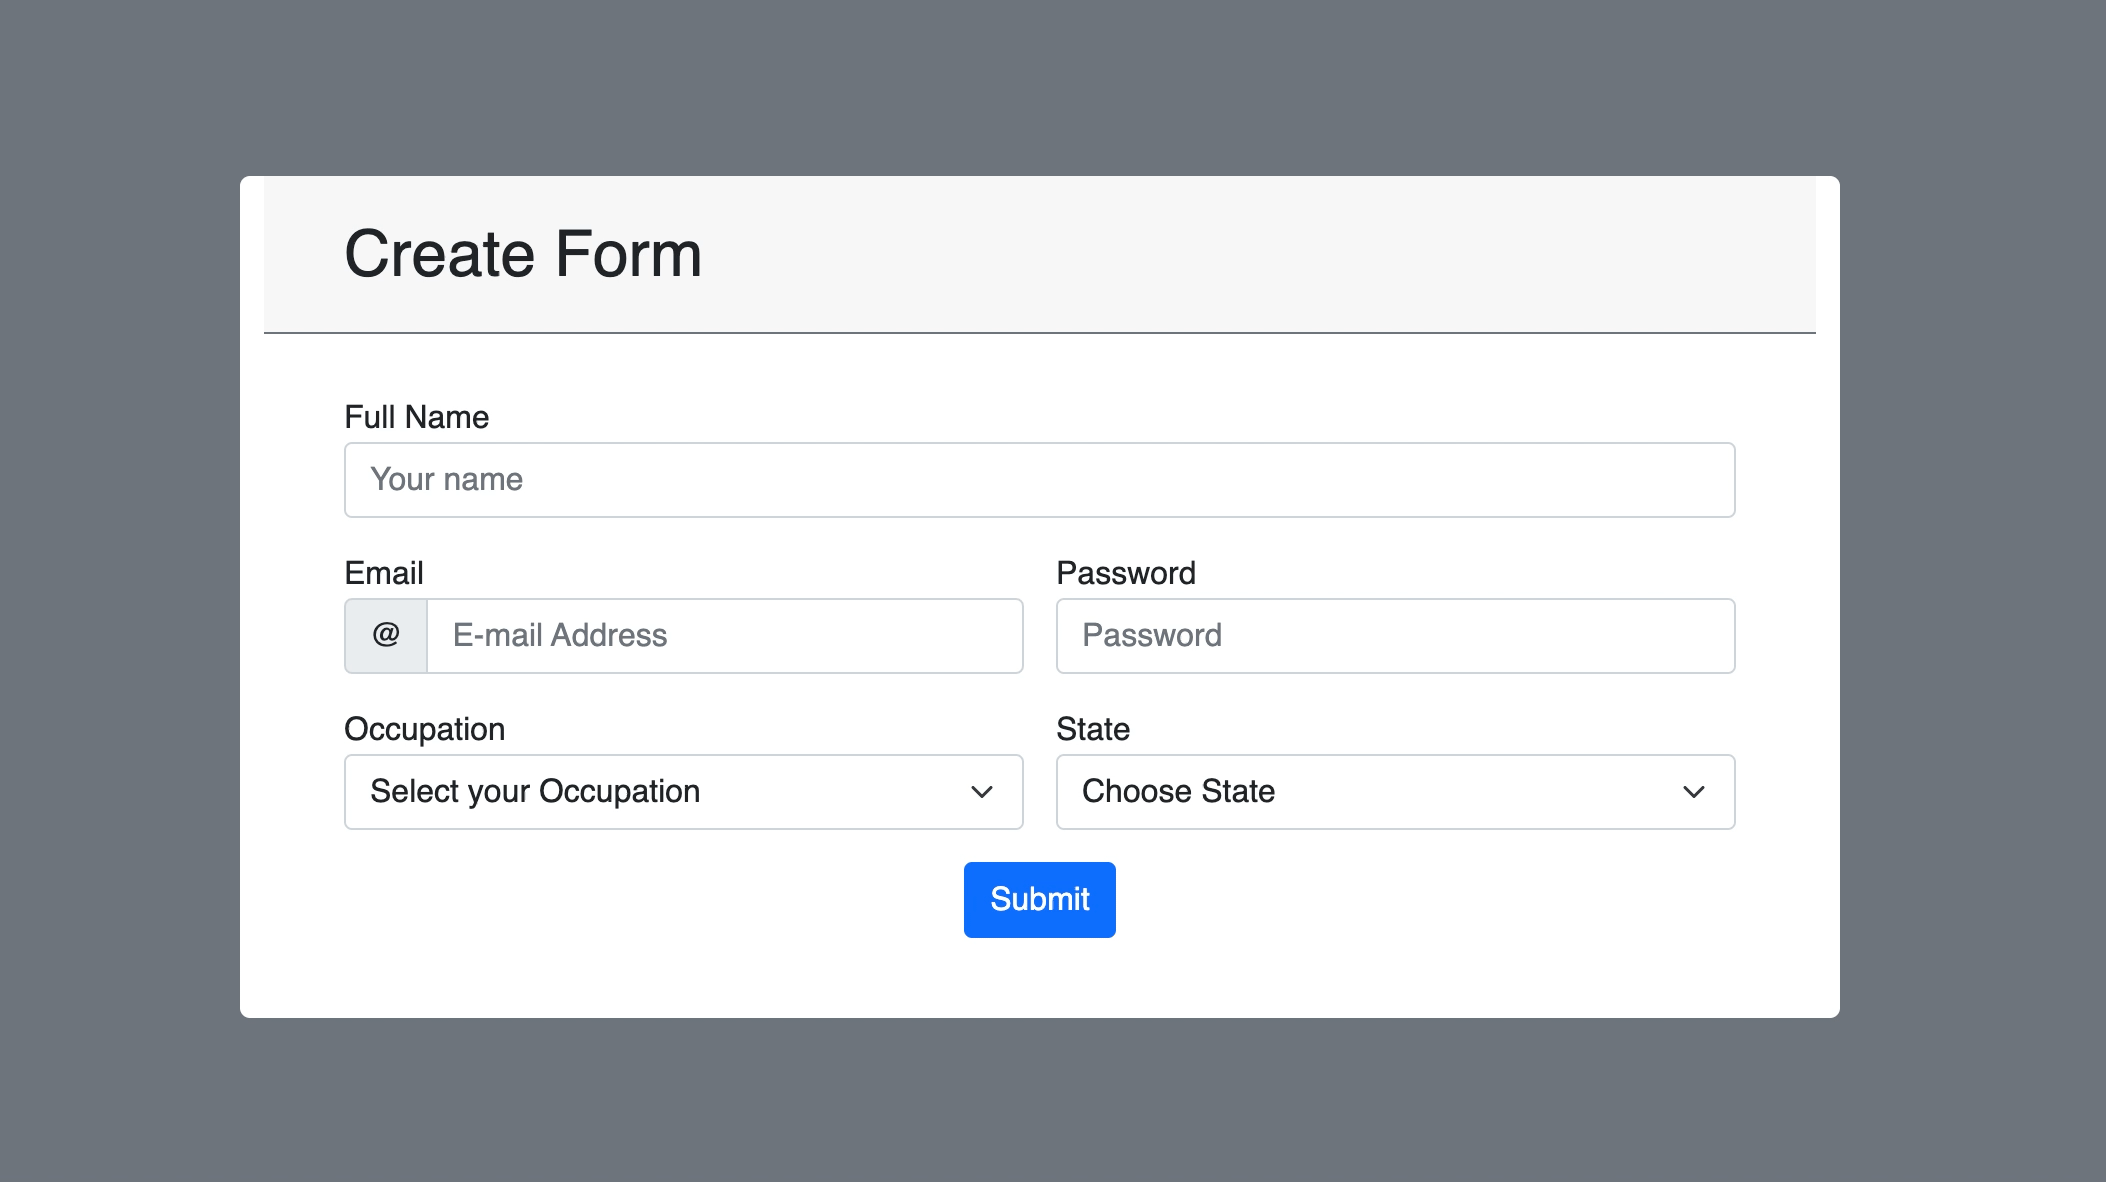 Create Form
Full Name
Your name
Email
Password
@ E-mail Address
Password
Occupation
State
Select your Occupation
Choose State
Submit